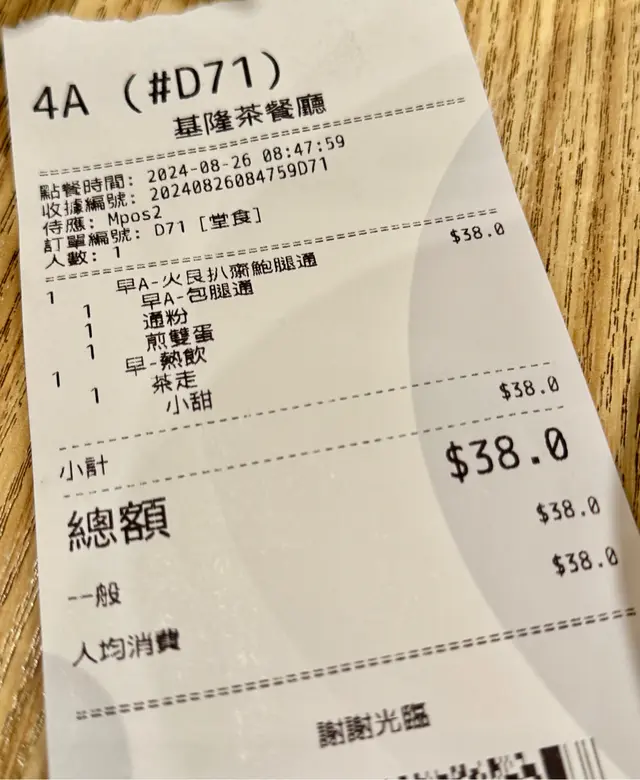 4A (#D71)
基隆茶餐廳
================================
點餐時間: 2024-08-26 08:47:59
收據編號: 20240826084759D71
侍應: Mpos2
訂單編號: D71 [堂食]
人數: 1
================================
1 早A-火艮扒齋鮑腿通 $38.0
1 早A-包腿通
1 通粉
1 煎雙蛋
1 早-熱飲
茶走
1 小甜
--------------------------------
小計 $38.0
--------------------------------
總額 $38.0
--般 $38.0
人均消費 $38.0
================================
謝謝光臨